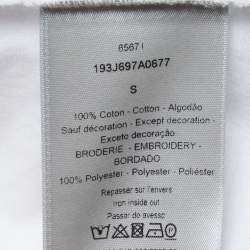 65671
193J697A0677
S
100% Coton - Cotton - Algodão
Sauf décoration - Except decoration -
Exceto decoração
BRODERIE - EMBROIDERY -
BORDADO
100% Polyester - Polyester - Poliéster
Repasser sur l'envers
Iron inside out
Passar do avesso